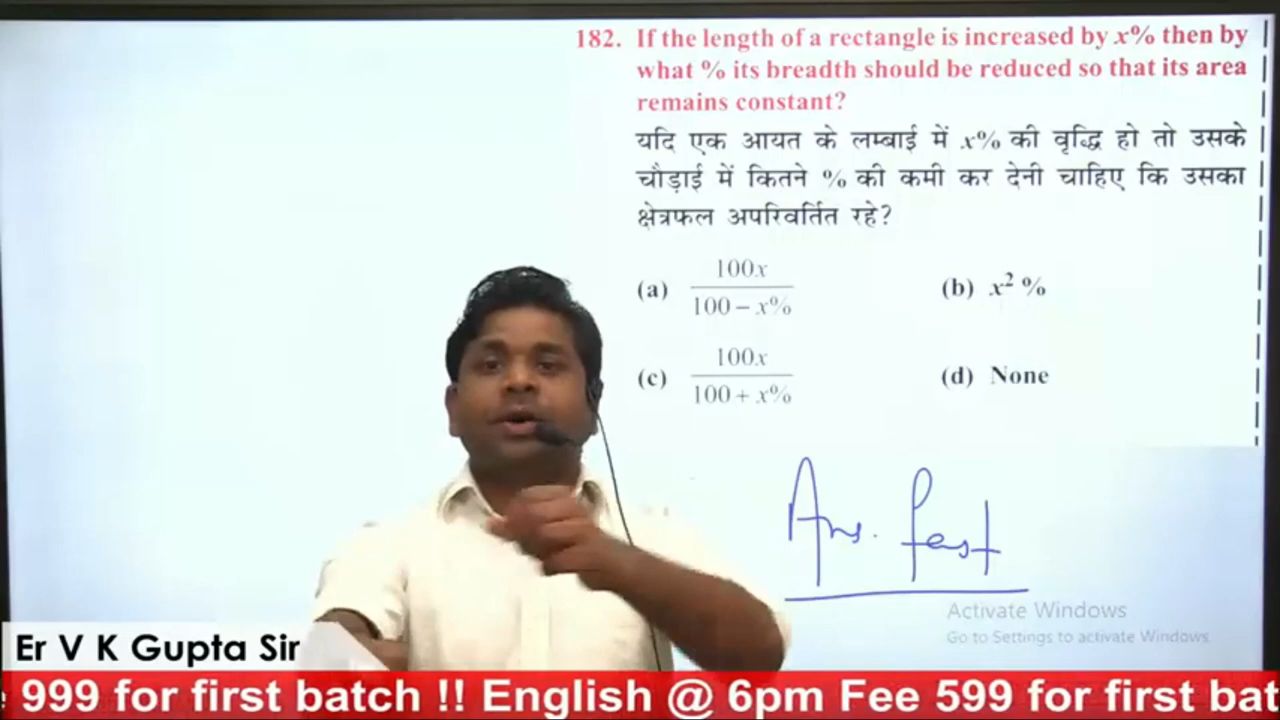 182. If the length of a rectangle is increased by x% then by
what % its breadth should be reduced so that its area
remains constant?
यदि एक आयत के लम्बाई में x% की वृद्धि हो तो उसके
चौड़ाई में कितने % की कमी कर देनी चाहिए कि उसका
क्षेत्रफल अपरिवर्तित रहे?
(a) 100x / 100 – x%
(b) x² %
(c) 100x / 100 + x%
(d) None
Ans. fast
Activate Windows
Go to Settings to activate Windows
Er V K Gupta Sir
999 for first batch !! English @ 6pm Fee 599 for first bat